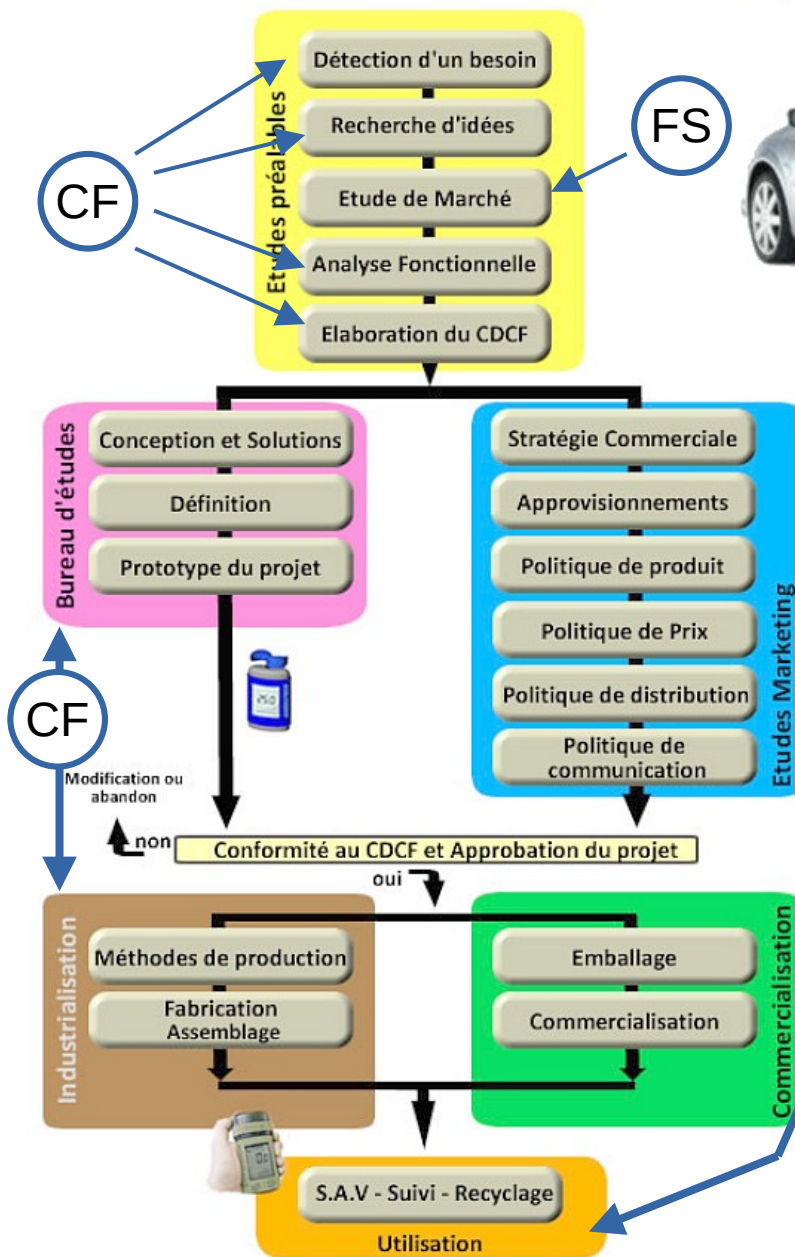 Etudes préalables
Détection d'un besoin
Recherche d'idées
Etude de Marché
Analyse Fonctionnelle
Elaboration du CDCF
CF
FS
Bureau d'études
Conception et Solutions
Définition
Prototype du projet
Stratégie Commerciale
Approvisionnements
Politique de produit
Politique de Prix
Politique de distribution
Politique de
communication
Etudes Marketing
CF
Modification ou
abandon
non
Conformité au CDCF et Approbation du projet
oui
Industrialisation
Méthodes de production
Fabrication
Assemblage
Emballage
Commercialisation
Commercialisation
S.A.V - Suivi - Recyclage
Utilisation